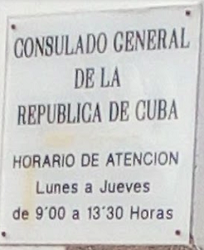 CONSULADO GENERAL
DE LA
REPUBLICA DE CUBA
HORARIO DE ATENCION
Lunes a Jueves
de 9'00 a 13'30 Horas